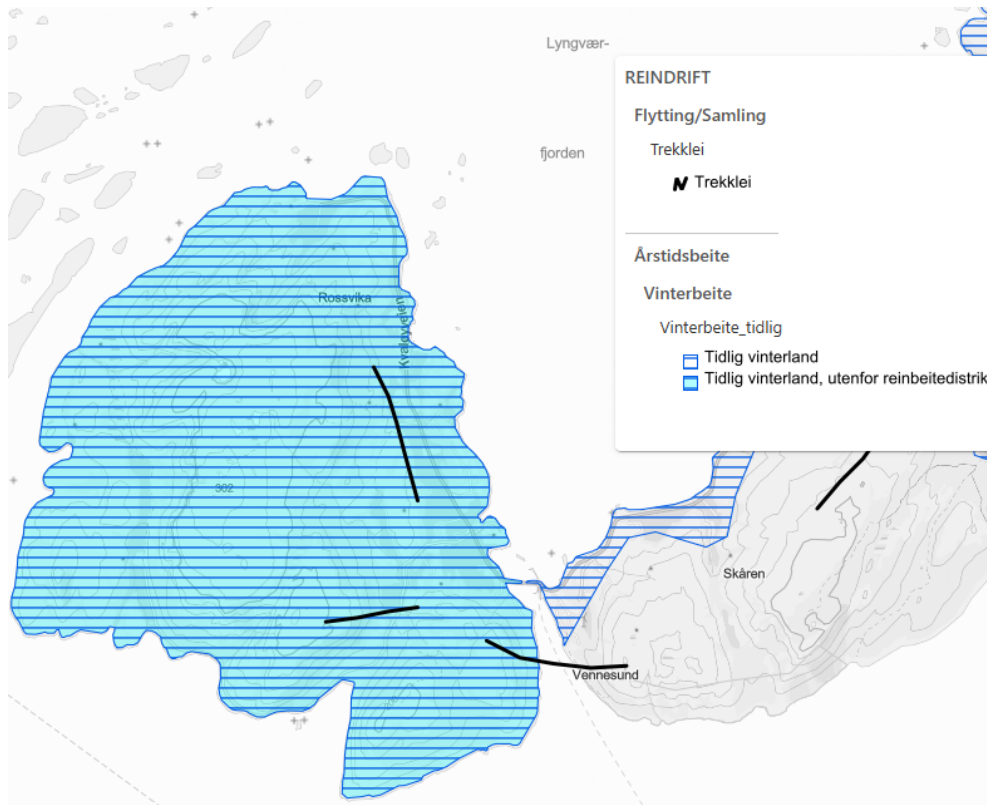 Lyngvær-
fjorden
REINDRIFT
Flytting/Samling
Trekklei
Trekklei
Årstidsbeite
Vinterbeite
Vinterbeite_tidlig
Tidlig vinterland
Tidlig vinterland, utenfor reinbeitedistrik
Rossvika
Kvaløyveien
302
Skåren
Vennesund